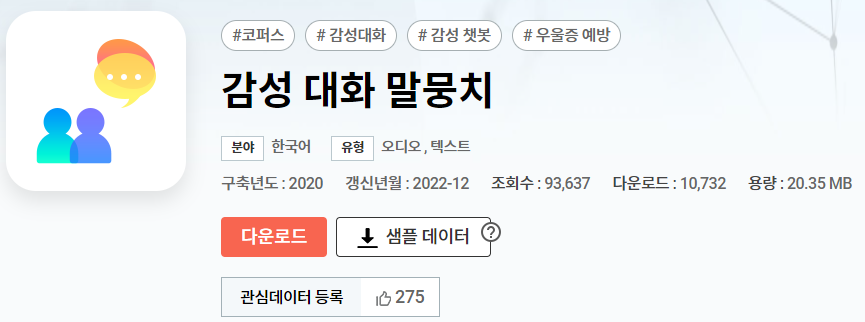 #코퍼스 # 감성대화 # 감성 챗봇 # 우울증 예방
감성 대화 말뭉치
분야 한국어 유형 오디오 , 텍스트
구축년도 : 2020 갱신년월 : 2022-12 조회수 : 93,637 다운로드 : 10,732 용량 : 20.35 MB
다운로드 샘플 데이터 ?
관심데이터 등록 275